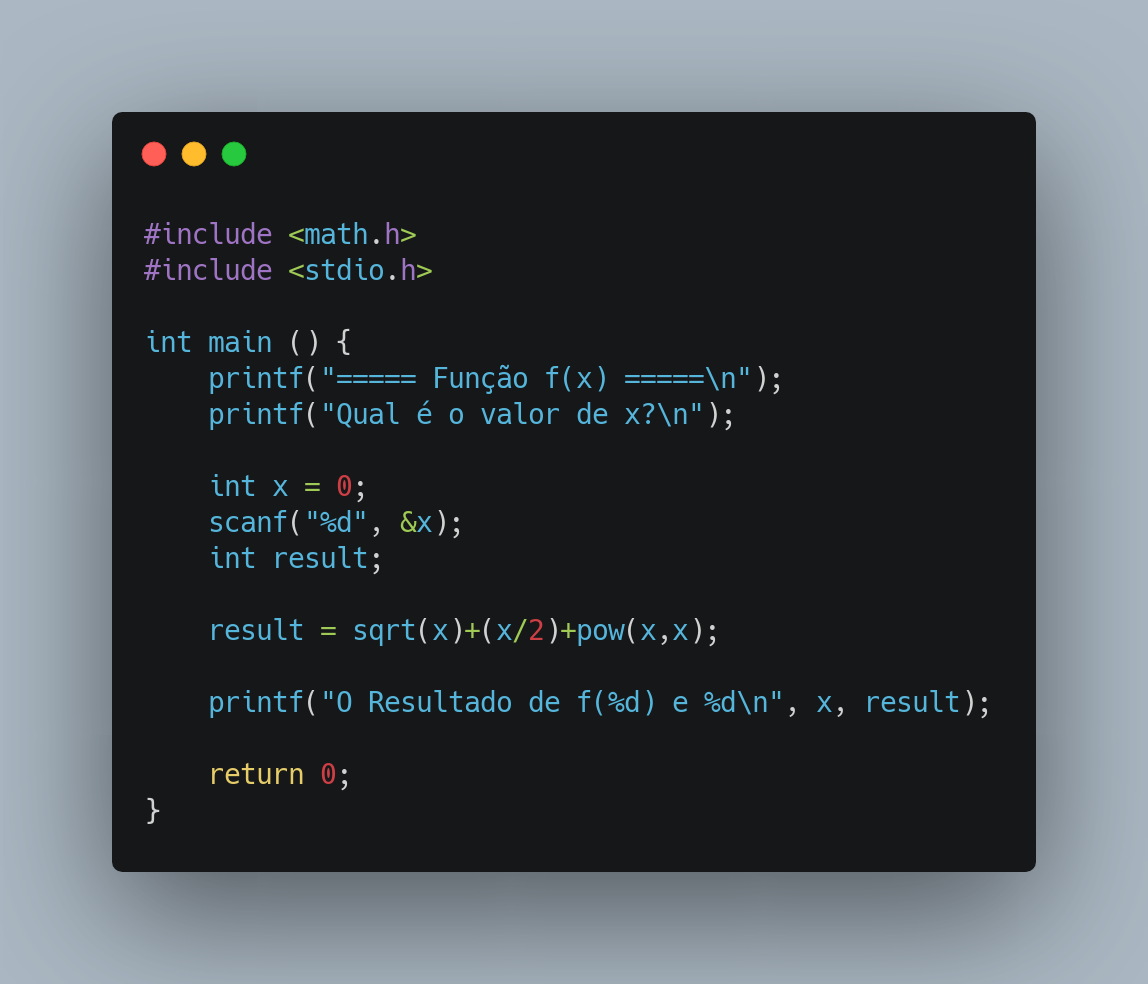 #include <math.h>
#include <stdio.h>
int main () {
printf("===== Função f(x) =====\n");
printf("Qual é o valor de x?\n");
int x = 0;
scanf("%d", &x);
int result;
result = sqrt(x)+(x/2)+pow(x,x);
printf("O Resultado de f(%d) e %d\n", x, result);
return 0;
}